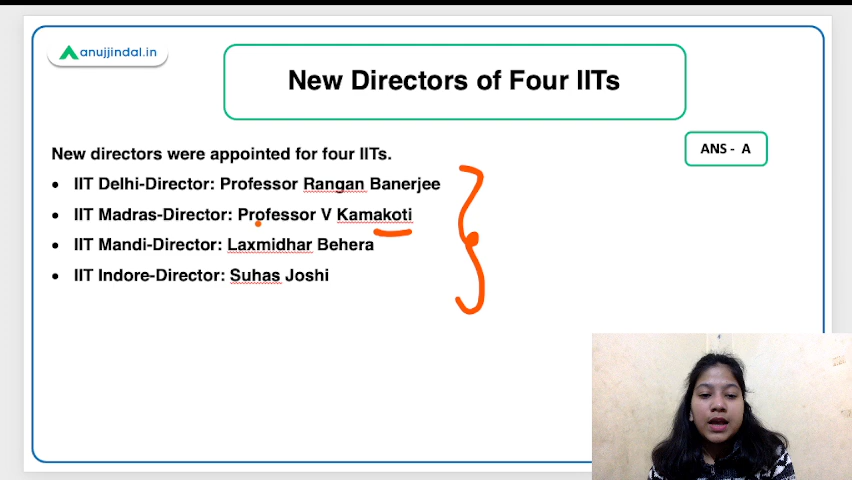 anujjindal.in
New Directors of Four IITs
ANS - A
New directors were appointed for four IITs.
• IIT Delhi-Director: Professor Rangan Banerjee
• IIT Madras-Director: Professor V Kamakoti
• IIT Mandi-Director: Laxmidhar Behera
• IIT Indore-Director: Suhas Joshi